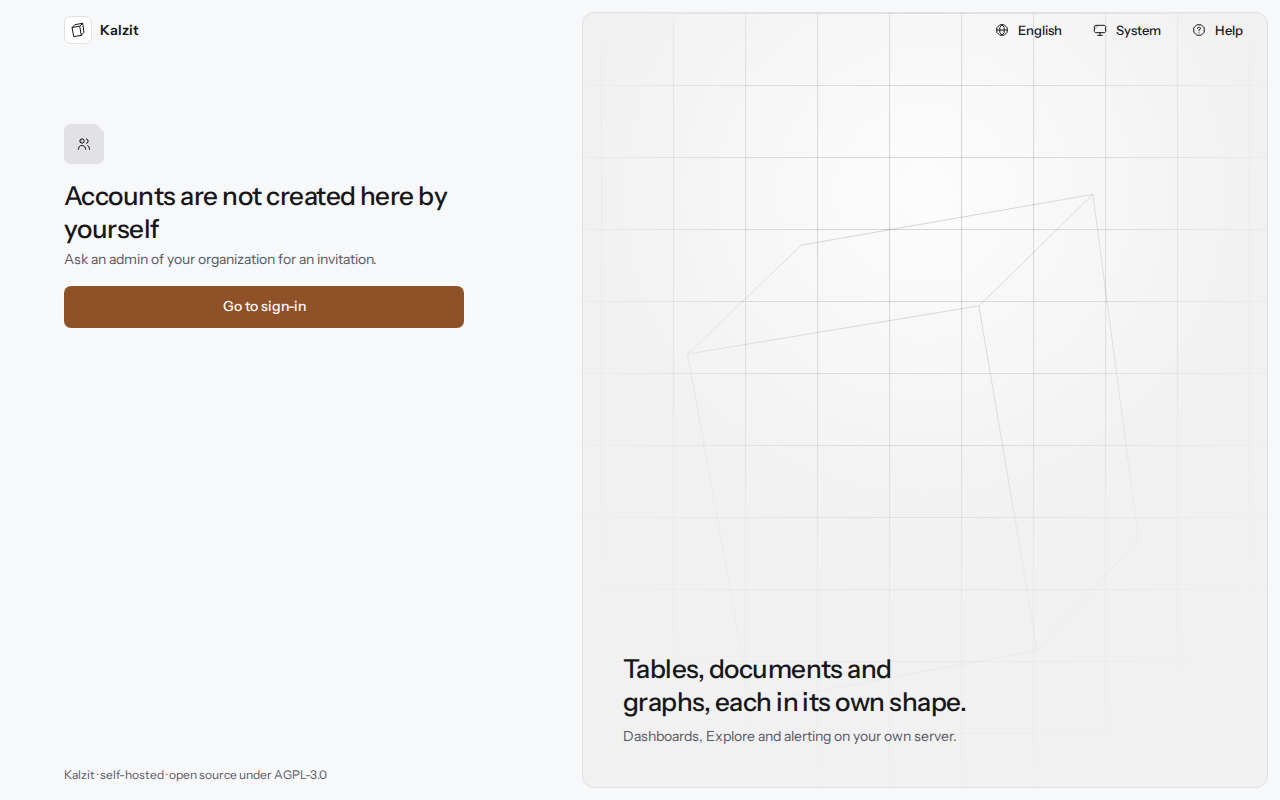 Kalzit
English
System
Help
Accounts are not created here by
yourself
Ask an admin of your organization for an invitation.
Go to sign-in
Tables, documents and
graphs, each in its own shape.
Dashboards, Explore and alerting on your own server.
Kalzit · self-hosted · open source under AGPL-3.0